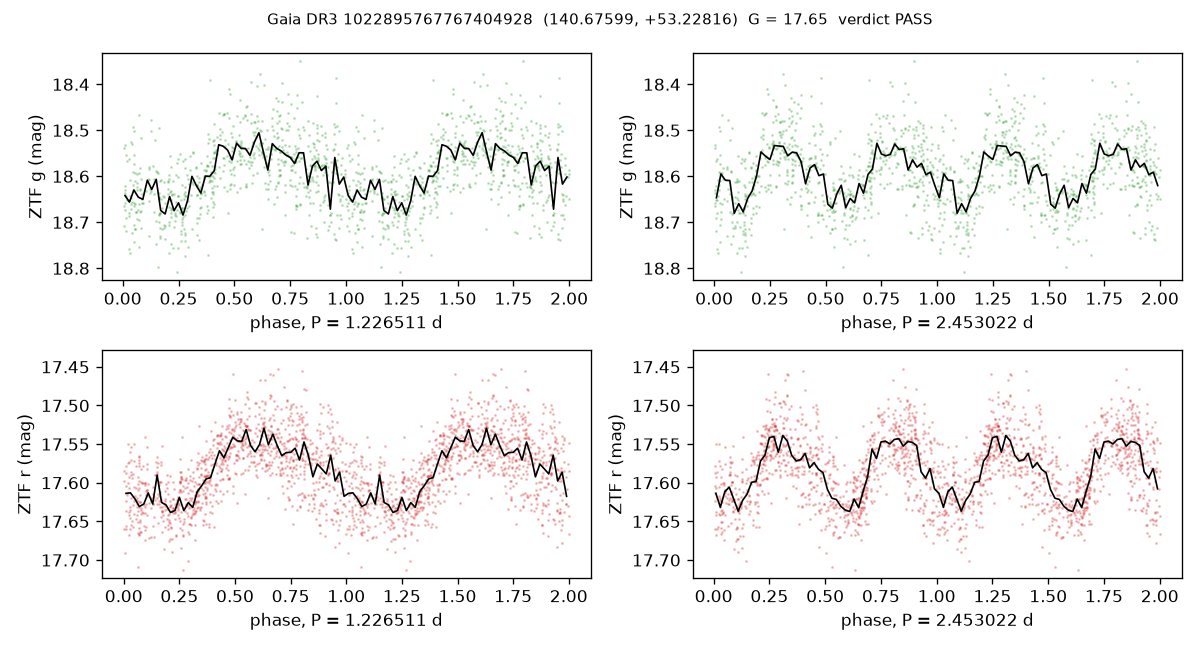 Gaia DR3 1022895767767404928 (140.67599, +53.22816) G = 17.65 verdict PASS
ZTF g (mag)
18.4
18.5
18.6
18.7
18.8
0.00 0.25 0.50 0.75 1.00 1.25 1.50 1.75 2.00
phase, P = 1.226511 d
ZTF g (mag)
18.4
18.5
18.6
18.7
18.8
0.00 0.25 0.50 0.75 1.00 1.25 1.50 1.75 2.00
phase, P = 2.453022 d
ZTF r (mag)
17.45
17.50
17.55
17.60
17.65
17.70
0.00 0.25 0.50 0.75 1.00 1.25 1.50 1.75 2.00
phase, P = 1.226511 d
ZTF r (mag)
17.45
17.50
17.55
17.60
17.65
17.70
0.00 0.25 0.50 0.75 1.00 1.25 1.50 1.75 2.00
phase, P = 2.453022 d